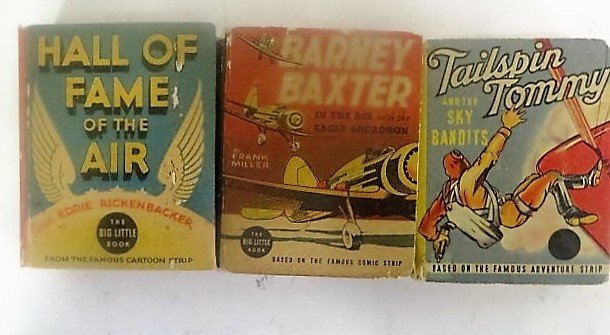 HALL OF
FAME
OF THE
AIR
EDDIE RICKENBACKER
THE
BIG LITTLE
BOOK
FROM THE FAMOUS CARTOON STRIP
BARNEY
BAXTER
IN THE AIR with the
EAGLE SQUADRON
FRANK
MILLER
THE
BIG LITTLE
BOOK
BASED ON THE FAMOUS COMIC STRIP
Tailspin
Tommy
AND THE
SKY
BANDITS
BASED ON THE FAMOUS ADVENTURE STRIP